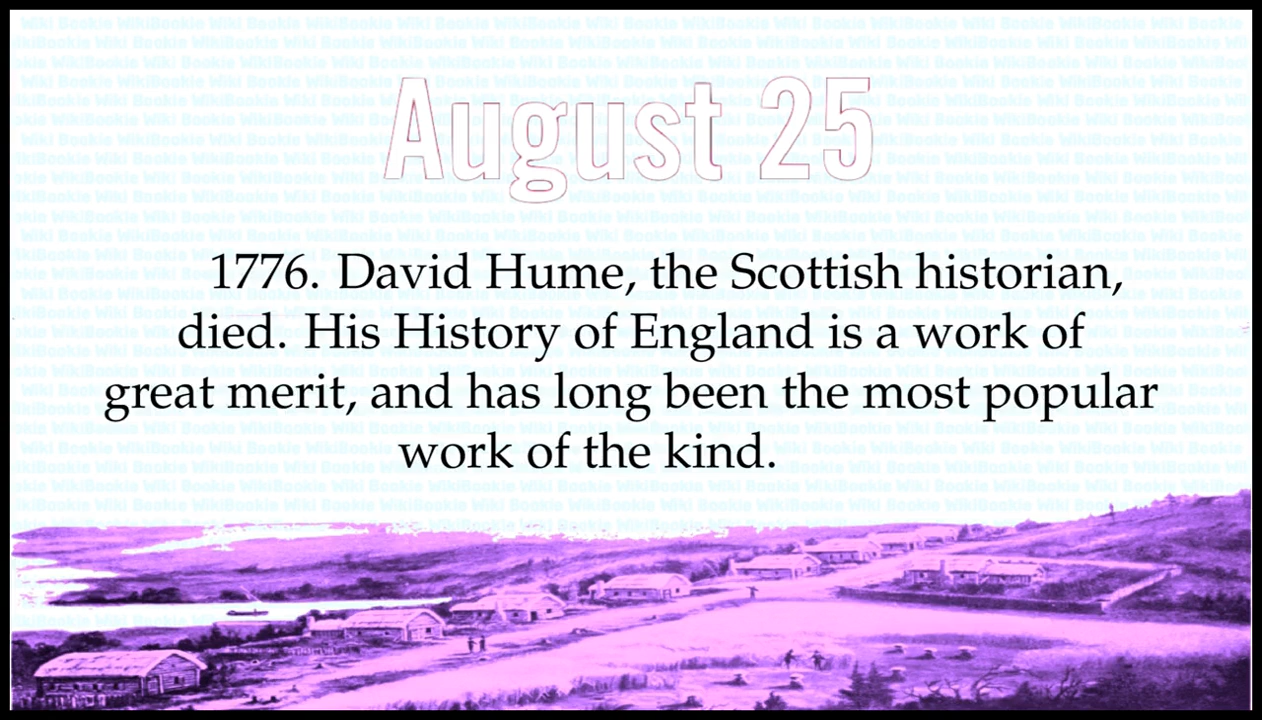 August 25
1776. David Hume, the Scottish historian,
died. His History of England is a work of
great merit, and has long been the most popular
work of the kind.